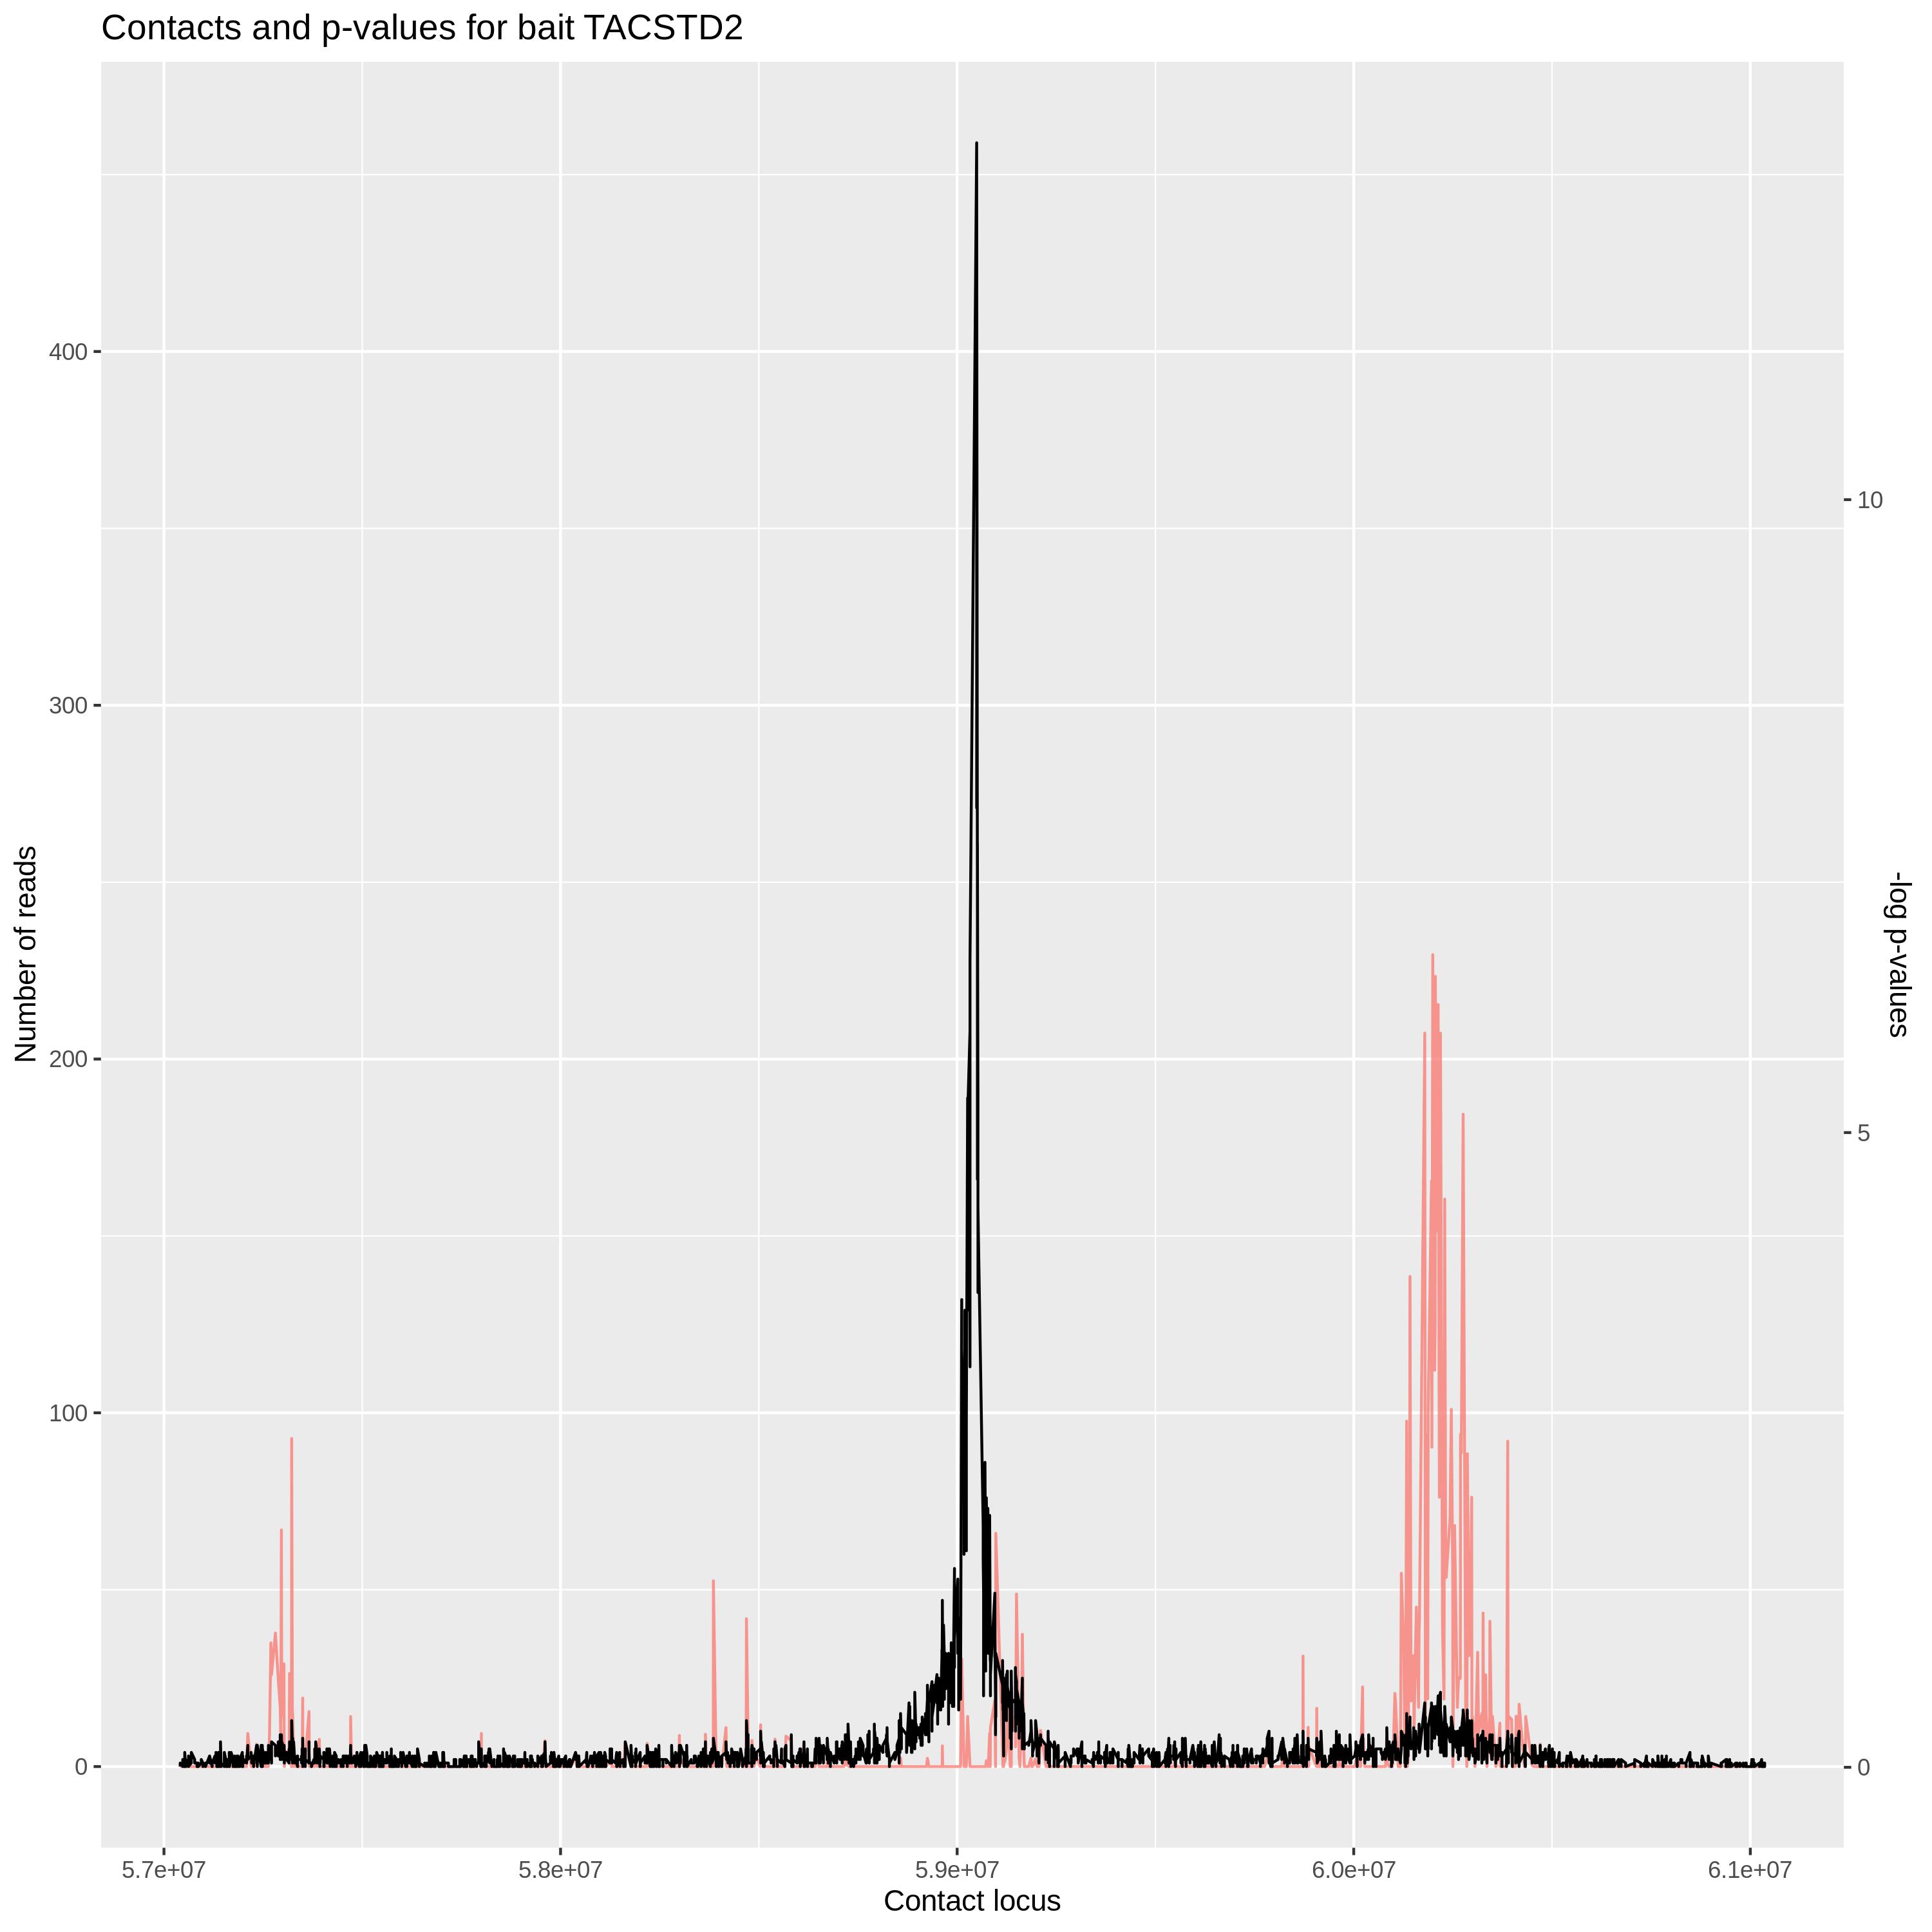 Contacts and p-values for bait TACSTD2
Number of reads
400
300
200
100
0
10
5
0
-log p-values
5.7e+07
5.8e+07
5.9e+07
6.0e+07
6.1e+07
Contact locus